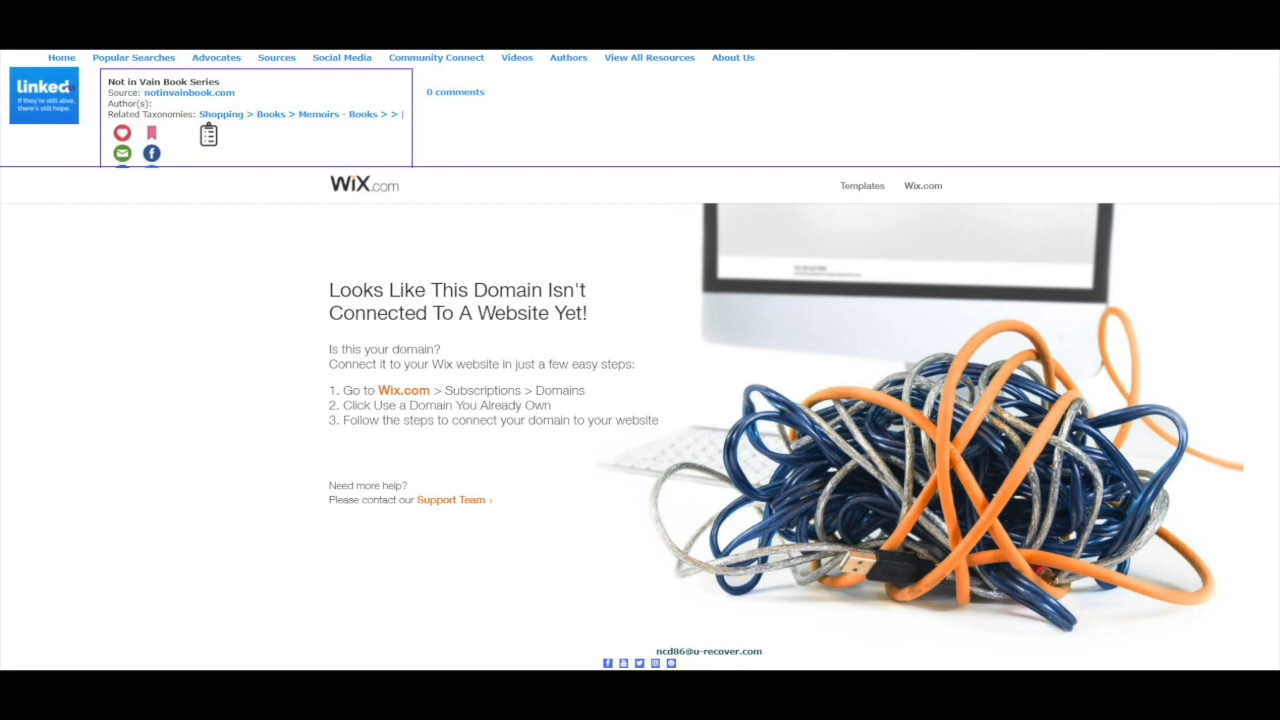 Home Popular Searches Advocates Sources Social Media Community Connect Videos Authors View All Resources About Us
linked
If they're still alive,
there's still hope.
Not in Vain Book Series
Source: notinvainbook.com
Author(s):
Related Taxonomies: Shopping > Books > Memoirs - Books > > |
0 comments
WiX.com
Templates Wix.com
Looks Like This Domain Isn't
Connected To A Website Yet!
Is this your domain?
Connect it to your Wix website in just a few easy steps:
1. Go to Wix.com > Subscriptions > Domains
2. Click Use a Domain You Already Own
3. Follow the steps to connect your domain to your website
Need more help?
Please contact our Support Team ›
ncd86@u-recover.com